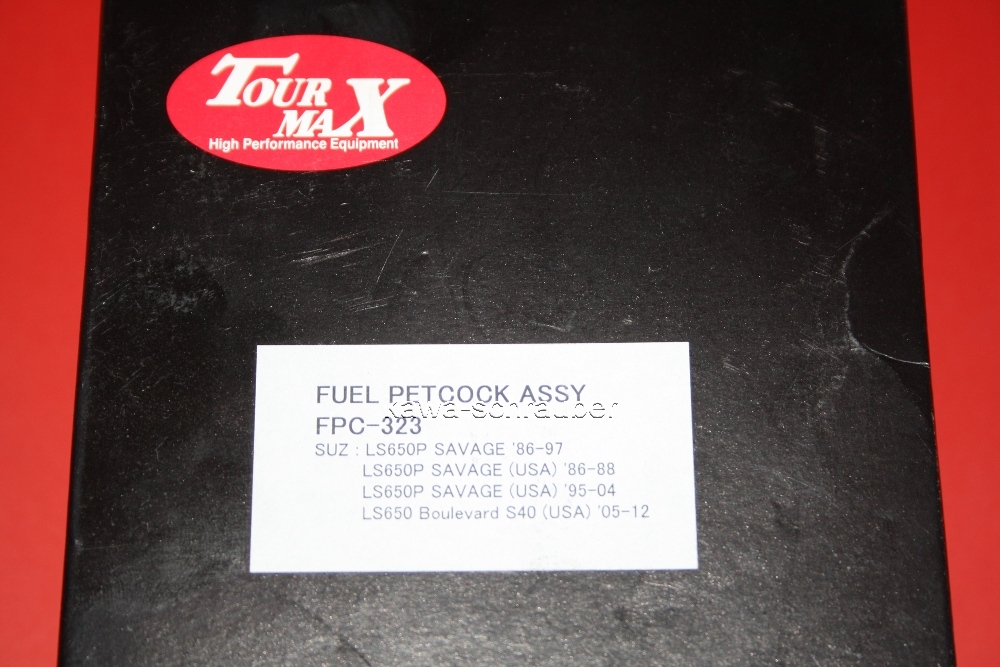 TOUR
MAX
High Performance Equipment
FUEL PETCOCK ASSY
kawa-schrauber
FPC-323
SUZ : LS650P SAVAGE '86-97
LS650P SAVAGE (USA) '86-88
LS650P SAVAGE (USA) '95-04
LS650 Boulevard S40 (USA) '05-12